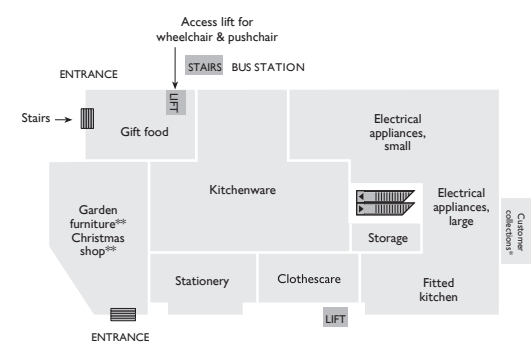 Access lift for
wheelchair & pushchair
STAIRS BUS STATION
ENTRANCE
LIFT
Stairs
Gift food
Electrical
appliances,
small
Kitchenware
Garden
furniture**
Christmas
shop**
Electrical
appliances,
large
Customer
collections*
Storage
Stationery
Clothescare
Fitted
kitchen
LIFT
ENTRANCE